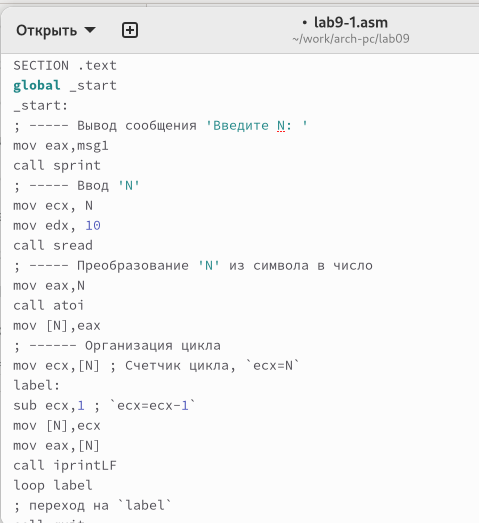 Открыть
• lab9-1.asm
~/work/arch-pc/lab09
SECTION .text
global _start
_start:
; ----- Вывод сообщения 'Введите N: '
mov eax,msg1
call sprint
; ----- Ввод 'N'
mov ecx, N
mov edx, 10
call sread
; ----- Преобразование 'N' из символа в число
mov eax,N
call atoi
mov [N],eax
; ------ Организация цикла
mov ecx,[N] ; Счетчик цикла, `ecx=N`
label:
sub ecx,1 ; `ecx=ecx-1`
mov [N],ecx
mov eax,[N]
call iprintLF
loop label
; переход на `label`